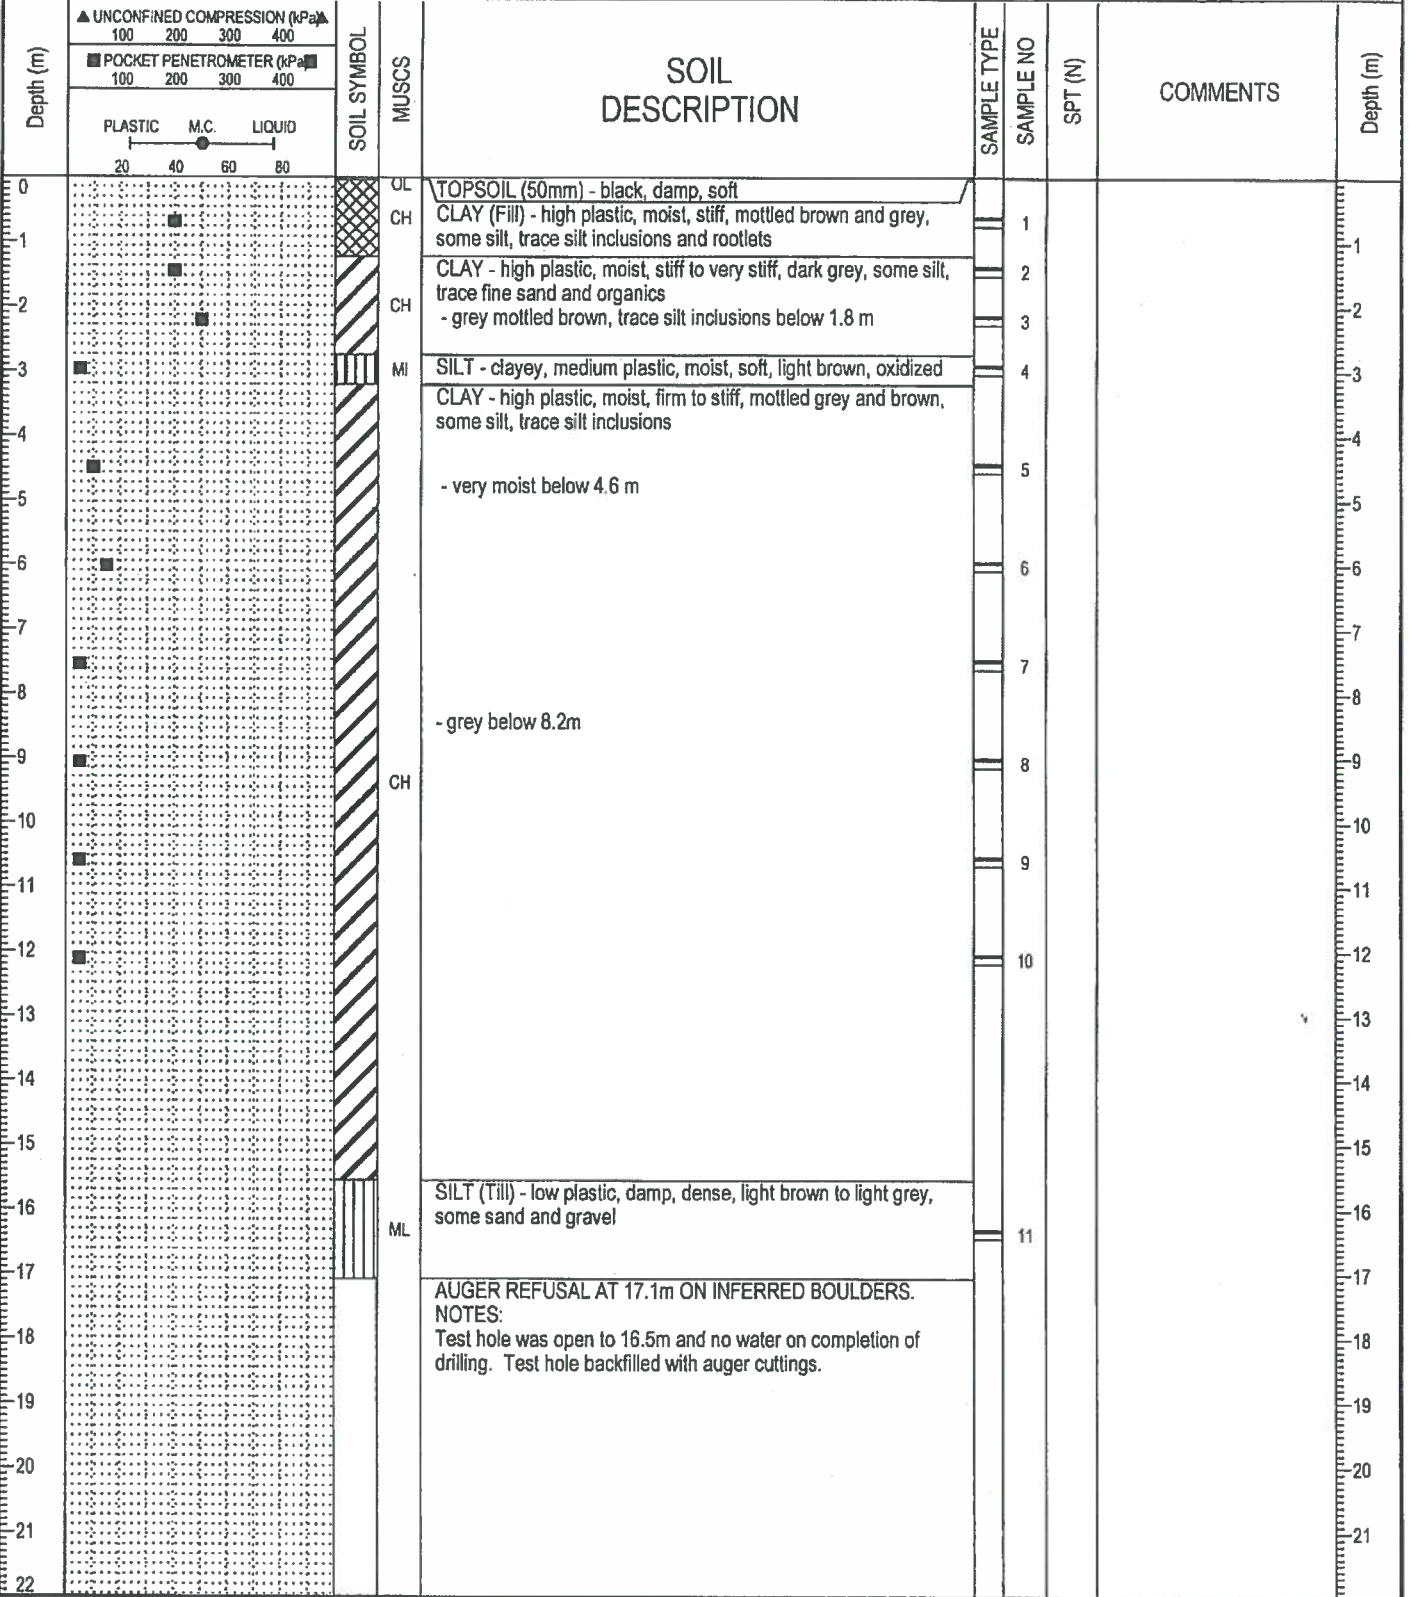 ▲ UNCONFINED COMPRESSION (kPa) ▲
100 200 300 400
■ POCKET PENETROMETER (kPa) ■
100 200 300 400
PLASTIC M.C. LIQUID
20 40 60 80
Depth (m)
SOIL SYMBOL
MUSCS
SOIL
DESCRIPTION
SAMPLE TYPE
SAMPLE NO
SPT (N)
COMMENTS
Depth (m)
0
OL
TOPSOIL (50mm) - black, damp, soft
CH
CLAY (Fill) - high plastic, moist, stiff, mottled brown and grey,
some silt, trace silt inclusions and rootlets
1
1
1
CLAY - high plastic, moist, stiff to very stiff, dark grey, some silt,
trace fine sand and organics
2
2
CH
- grey mottled brown, trace silt inclusions below 1.8 m
3
2
3
MI
SILT - clayey, medium plastic, moist, soft, light brown, oxidized
4
3
CLAY - high plastic, moist, firm to stiff, mottled grey and brown,
some silt, trace silt inclusions
4
4
5
- very moist below 4.6 m
5
5
6
6
6
7
7
7
8
- grey below 8.2m
8
9
8
9
CH
10
9
10
11
11
12
10
12
13
13
14
14
15
15
SILT (Till) - low plastic, damp, dense, light brown to light grey,
some sand and gravel
16
ML
11
16
17
17
AUGER REFUSAL AT 17.1m ON INFERRED BOULDERS.
NOTES:
Test hole was open to 16.5m and no water on completion of
drilling. Test hole backfilled with auger cuttings.
18
18
19
19
20
20
21
21
22